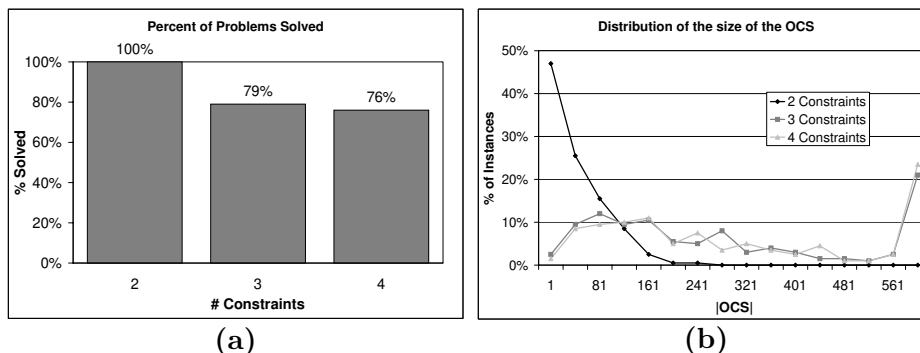 Percent of Problems Solved
100%
79%
76%
100%
80%
60%
40%
20%
0%
% Solved
2 3 4
# Constraints
(a)
Distribution of the size of the OCS
50%
40%
30%
20%
10%
0%
% of Instances
2 Constraints
3 Constraints
4 Constraints
1 81 161 241 321 401 481 561
|OCS|
(b)